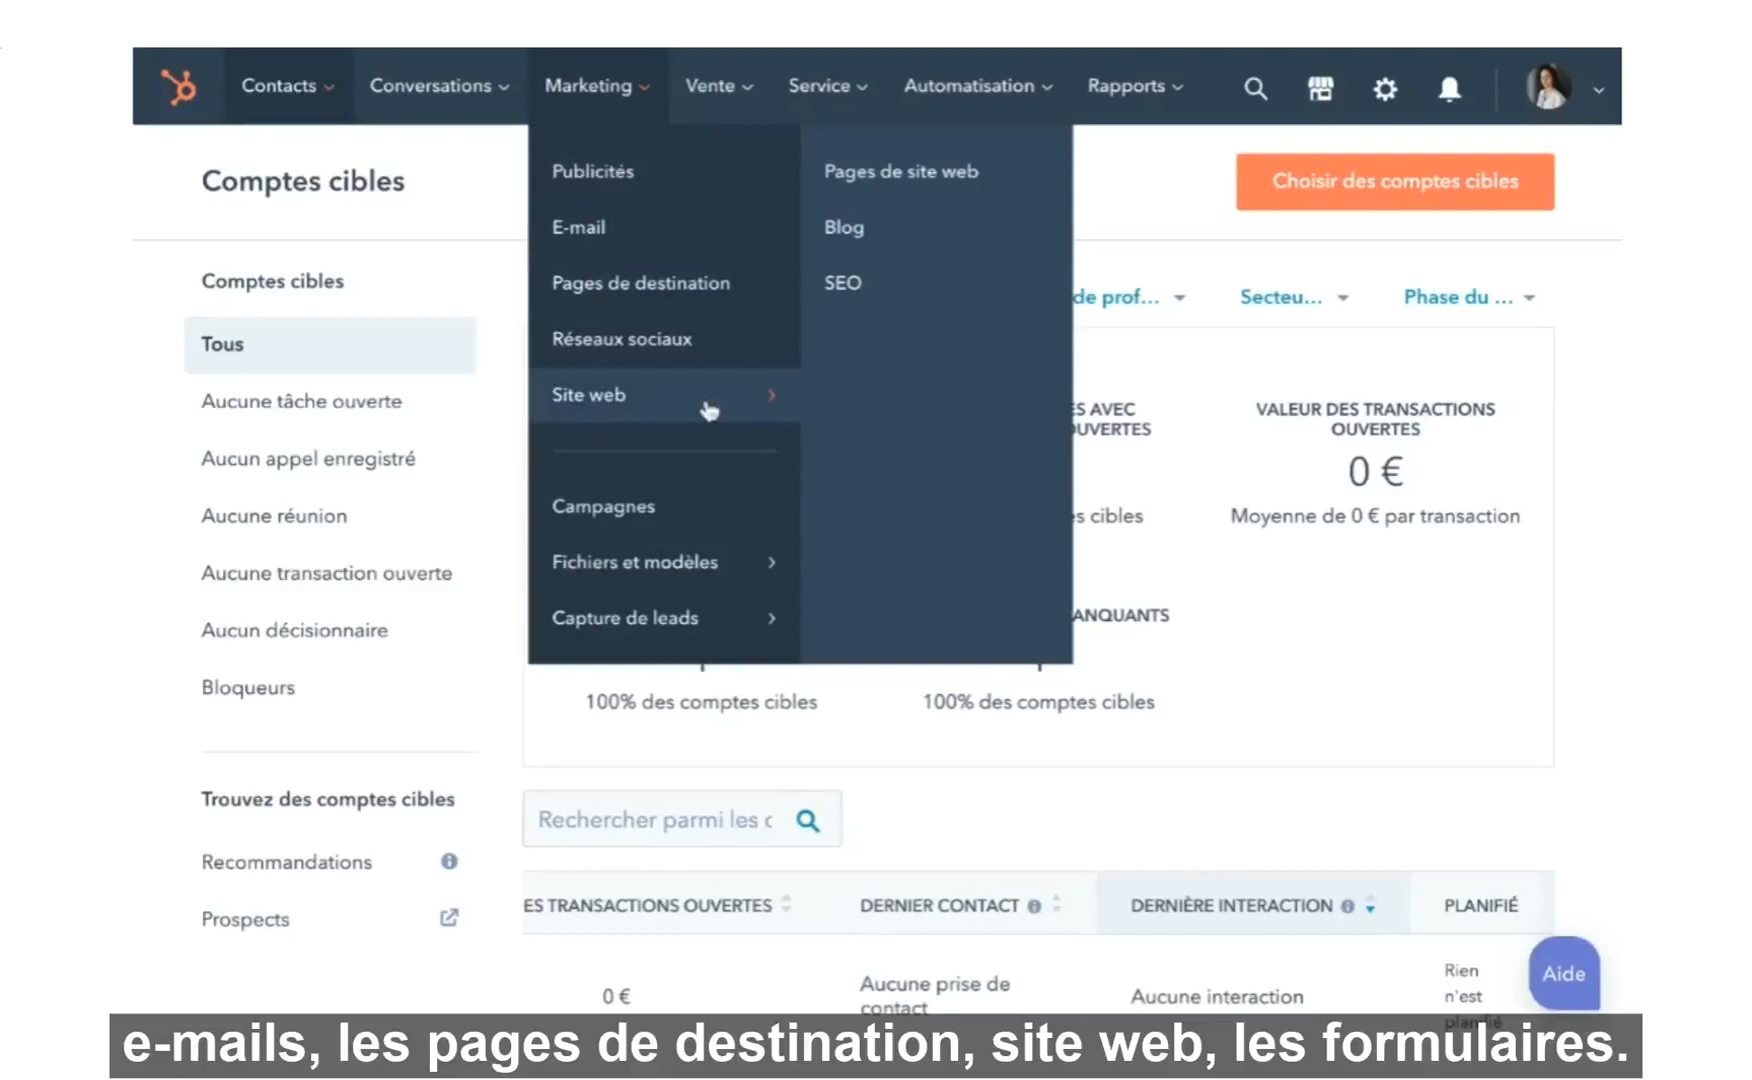 Contacts
Conversations
Marketing
Vente
Service
Automatisation
Rapports
Comptes cibles
Choisir des comptes cibles
Publicités
E-mail
Pages de destination
Réseaux sociaux
Site web
Campagnes
Fichiers et modèles
Capture de leads
Pages de site web
Blog
SEO
Comptes cibles
Tous
Aucune tâche ouverte
Aucun appel enregistré
Aucune réunion
Aucune transaction ouverte
Aucun décisionnaire
Bloqueurs
Trouvez des comptes cibles
Recommandations
Prospects
de prof...
Secteu...
Phase du ...
S AVEC
UVERTES
s cibles
VALEUR DES TRANSACTIONS
OUVERTES
0 €
Moyenne de 0 € par transaction
ANQUANTS
100% des comptes cibles
100% des comptes cibles
Rechercher parmi les c
ES TRANSACTIONS OUVERTES
DERNIER CONTACT
DERNIÈRE INTERACTION
PLANIFIÉ
0 €
Aucune prise de
contact
Aucune interaction
Rien
n'est
planifié
Aide
e-mails, les pages de destination, site web, les formulaires.